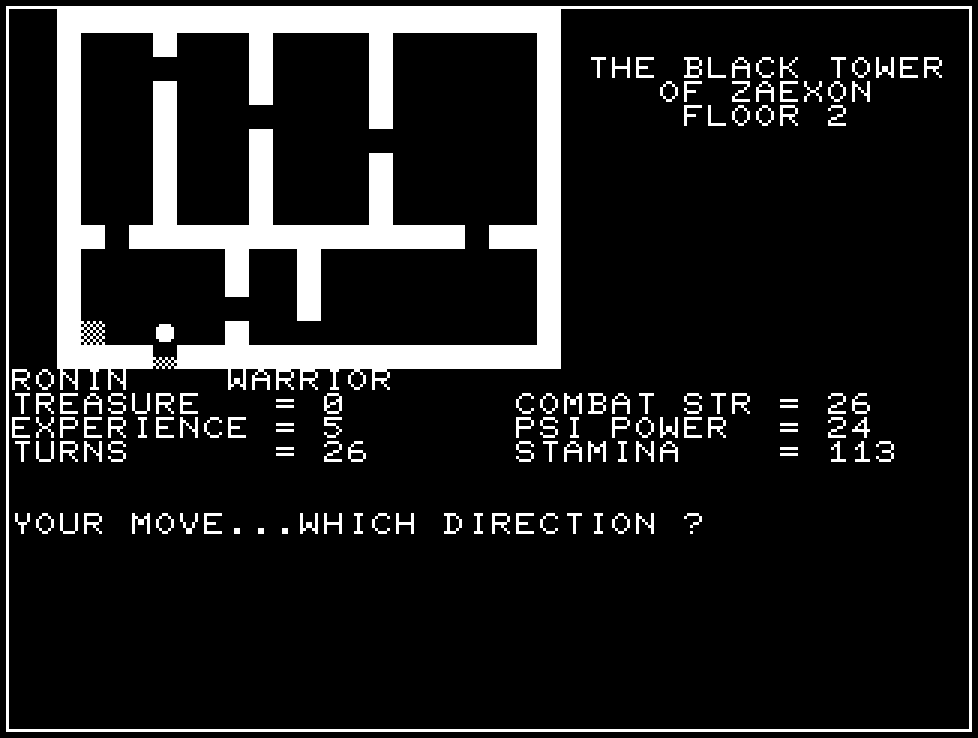 THE BLACK TOWER
OF ZAEXON
FLOOR 2
RONIN WARRIOR
TREASURE = 0 COMBAT STR = 26
EXPERIENCE = 5 PSI POWER = 24
TURNS = 26 STAMINA = 113
YOUR MOVE...WHICH DIRECTION ?